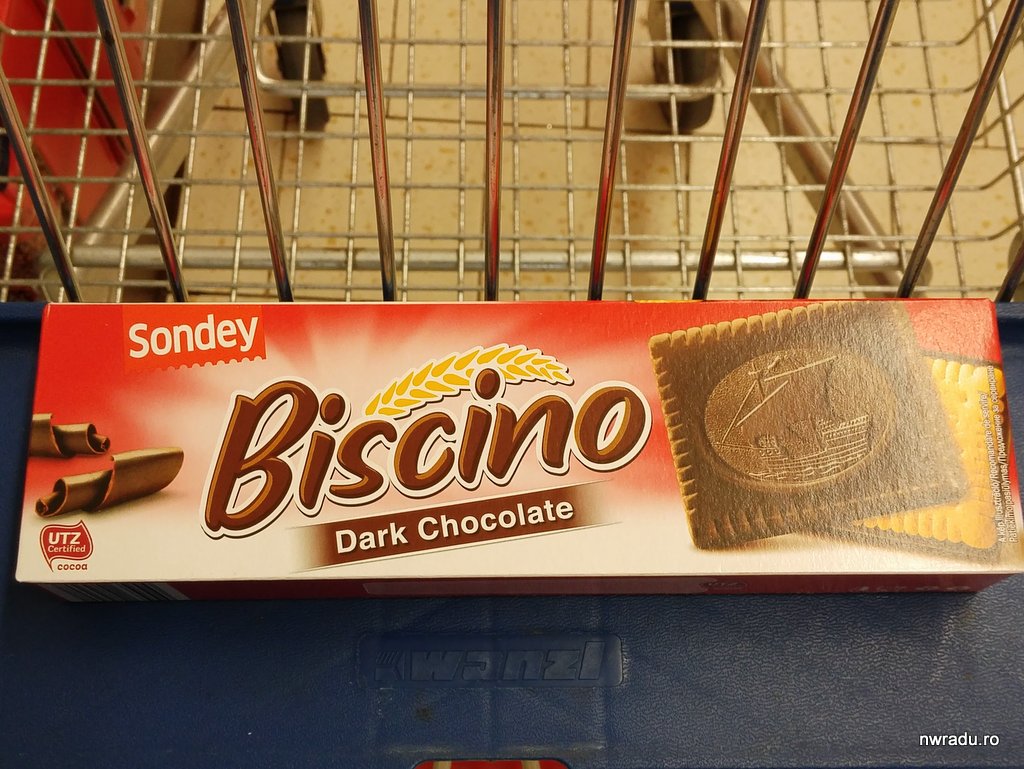 Sondey
Biscino
Dark Chocolate
UTZ
Certified
cocoa
wanzl
nwradu.ro